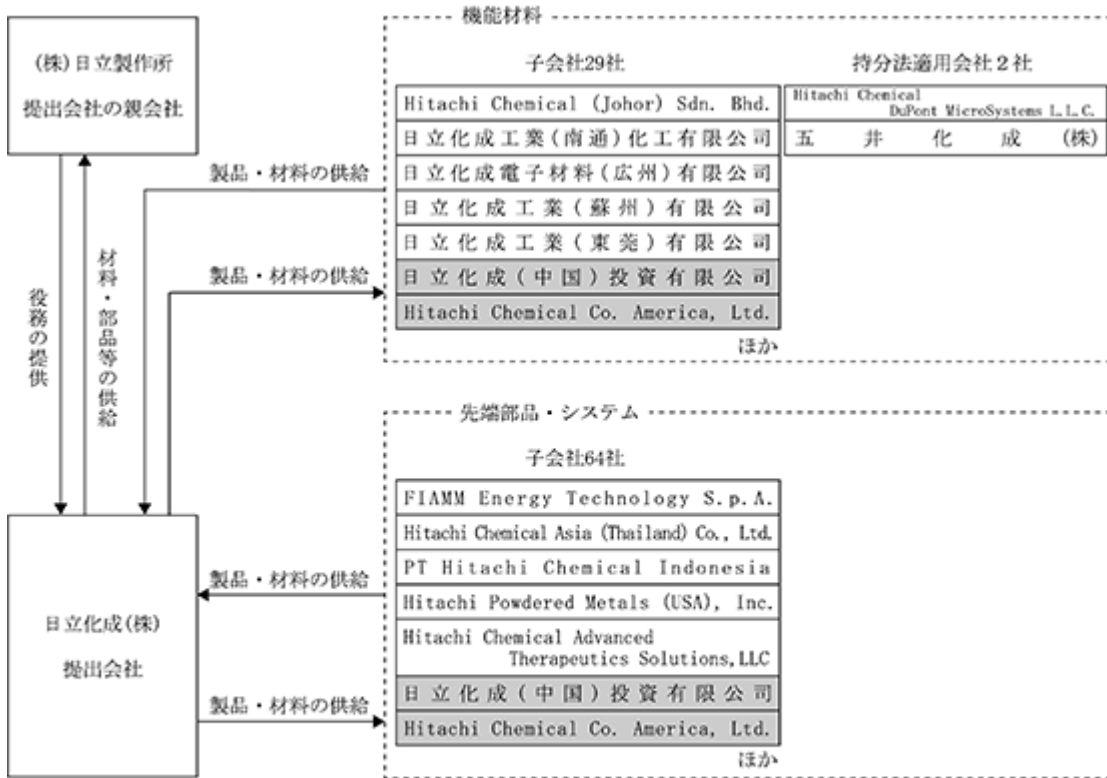 (株)日立製作所
提出会社の親会社
役務の提供
材料・部品等の供給
製品・材料の供給
製品・材料の供給
機能材料
子会社29社
Hitachi Chemical (Johor) Sdn. Bhd.
日立化成工業(南通)化工有限公司
日立化成電子材料(広州)有限公司
日立化成工業(蘇州)有限公司
日立化成工業(東莞)有限公司
日立化成(中国)投資有限公司
Hitachi Chemical Co. America, Ltd.
ほか
持分法適用会社2社
Hitachi Chemical
DuPont MicroSystems L.L.C.
五井化成(株)
日立化成(株)
提出会社
製品・材料の供給
製品・材料の供給
先端部品・システム
子会社64社
FIAMM Energy Technology S.p.A.
Hitachi Chemical Asia (Thailand) Co., Ltd.
PT Hitachi Chemical Indonesia
Hitachi Powdered Metals (USA), Inc.
Hitachi Chemical Advanced
Therapeutics Solutions,LLC
日立化成(中国)投資有限公司
Hitachi Chemical Co. America, Ltd.
ほか